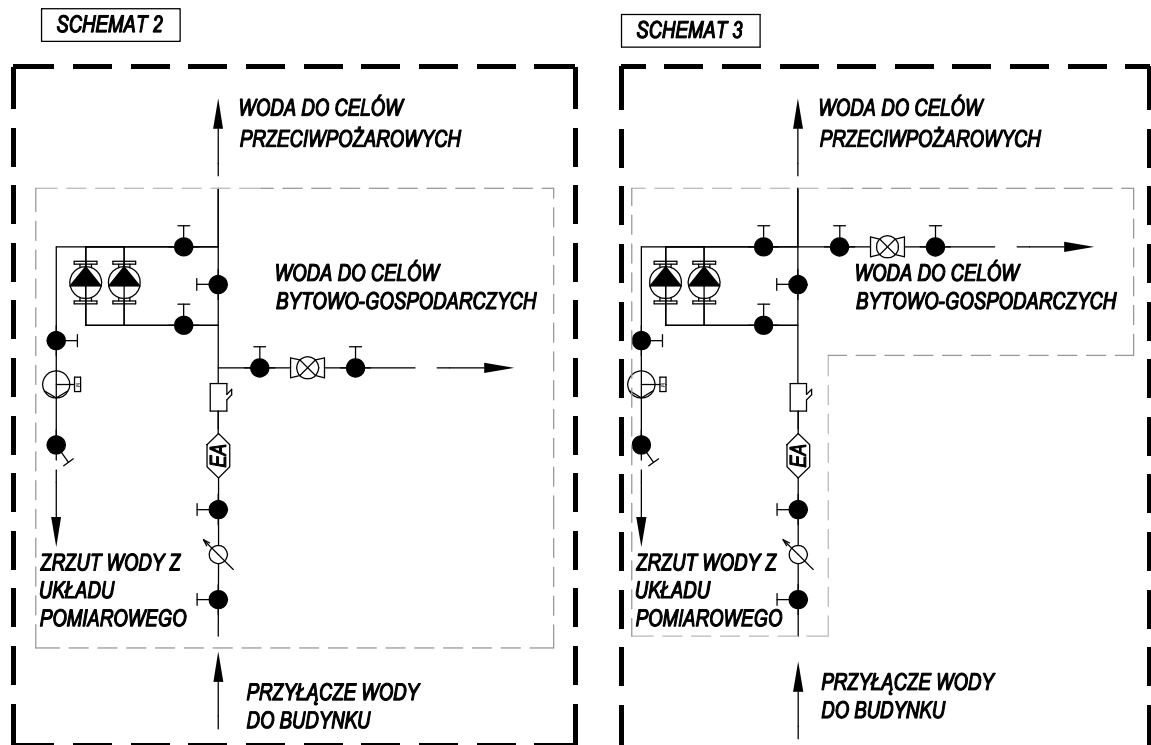 SCHEMAT 2
WODA DO CELÓW
PRZECIWPOŻAROWYCH
WODA DO CELÓW
BYTOWO-GOSPODARCZYCH
EA
ZRZUT WODY Z
UKŁADU
POMIAROWEGO
PRZYŁĄCZE WODY
DO BUDYNKU
SCHEMAT 3
WODA DO CELÓW
PRZECIWPOŻAROWYCH
WODA DO CELÓW
BYTOWO-GOSPODARCZYCH
EA
ZRZUT WODY Z
UKŁADU
POMIAROWEGO
PRZYŁĄCZE WODY
DO BUDYNKU